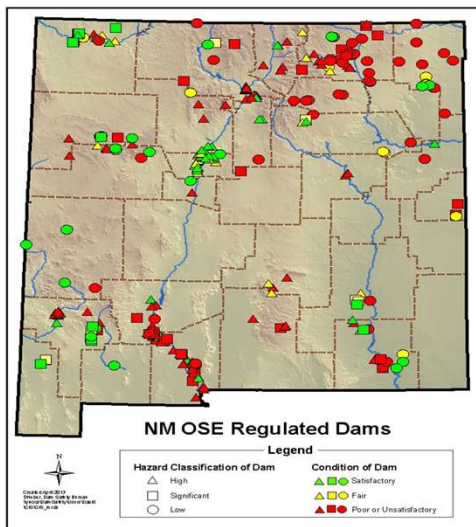 NM OSE Regulated Dams
Legend
Hazard Classification of Dam
High
Significant
Low
Condition of Dam
Satisfactory
Fair
Poor or Unsatisfactory